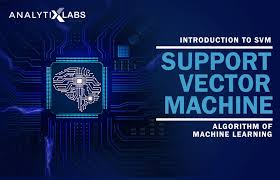 ANALYTIXLABS
INTRODUCTION TO SVM
SUPPORT
VECTOR
MACHINE
ALGORITHM OF
MACHINE LEARNING